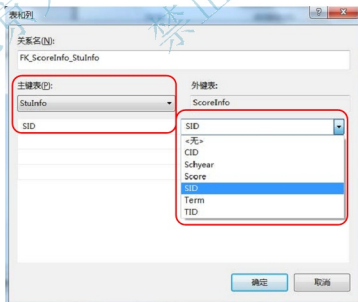 表和列
关系名(N):
FK_ScoreInfo_StuInfo
主键表(P):
外键表:
StuInfo
ScoreInfo
SID
SID
<无>
CID
Schyear
Score
SID
Term
TID
确定
取消